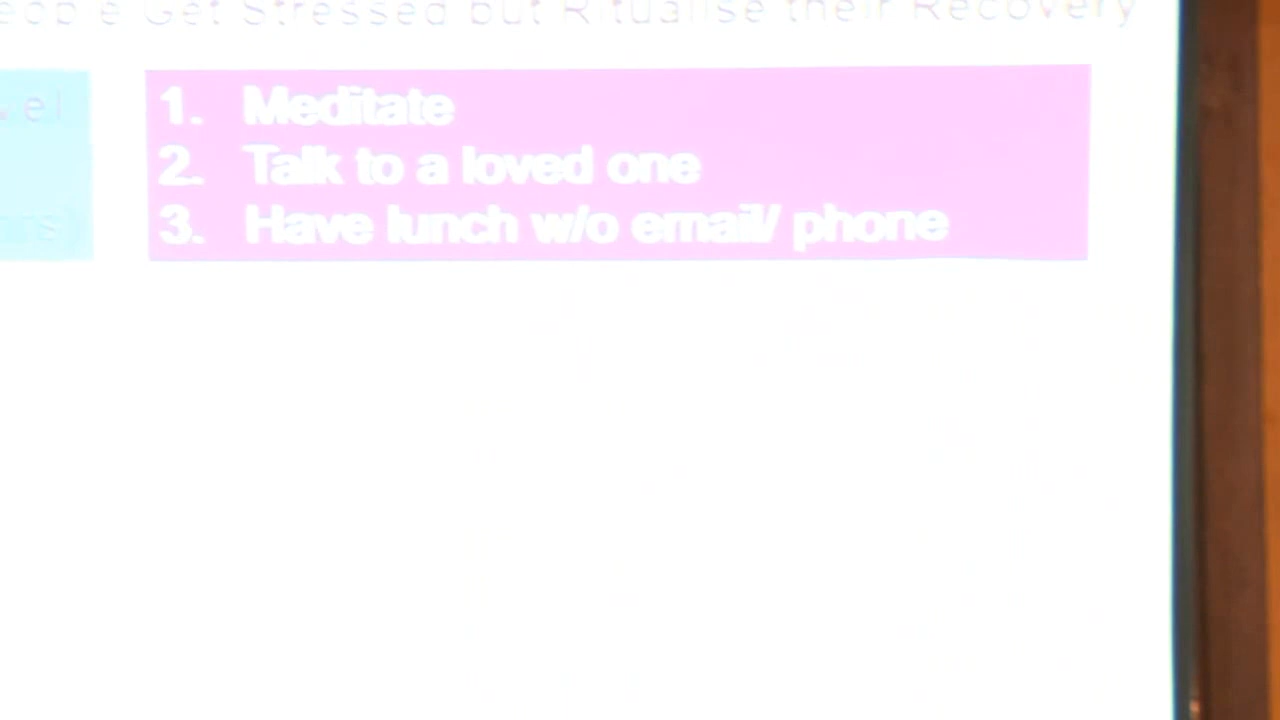 Get Stressed but Ritualise their Recovery
1. Meditate
2. Talk to a loved one
3. Have lunch w/o email/ phone